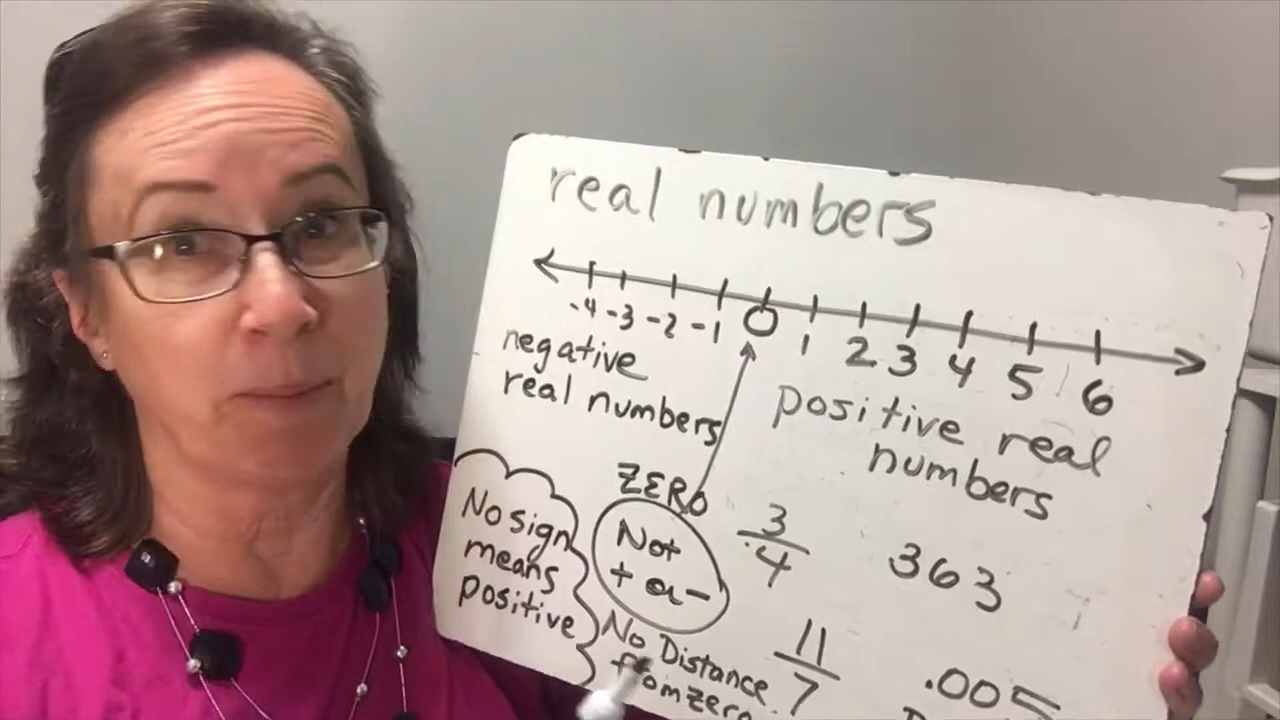 real numbers
-4 -3 -2 -1 0 1 2 3 4 5 6
negative
real numbers
positive real
numbers
ZERO
Not
+ or -
No Distance
from zero
No sign
means
positive
3
4
363
11
7
.005